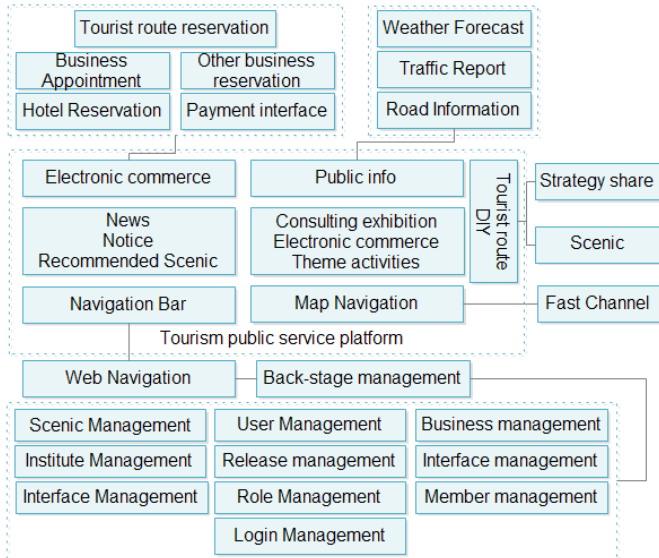 Tourist route reservation
Business
Appointment
Other business
reservation
Hotel Reservation
Payment interface
Weather Forecast
Traffic Report
Road Information
Electronic commerce
Public info
Tourist route
DIY
Strategy share
Scenic
News
Notice
Recommended Scenic
Consulting exhibition
Electronic commerce
Theme activities
Navigation Bar
Map Navigation
Fast Channel
Tourism public service platform
Web Navigation
Back-stage management
Scenic Management
User Management
Business management
Institute Management
Release management
Interface management
Interface Management
Role Management
Member management
Login Management